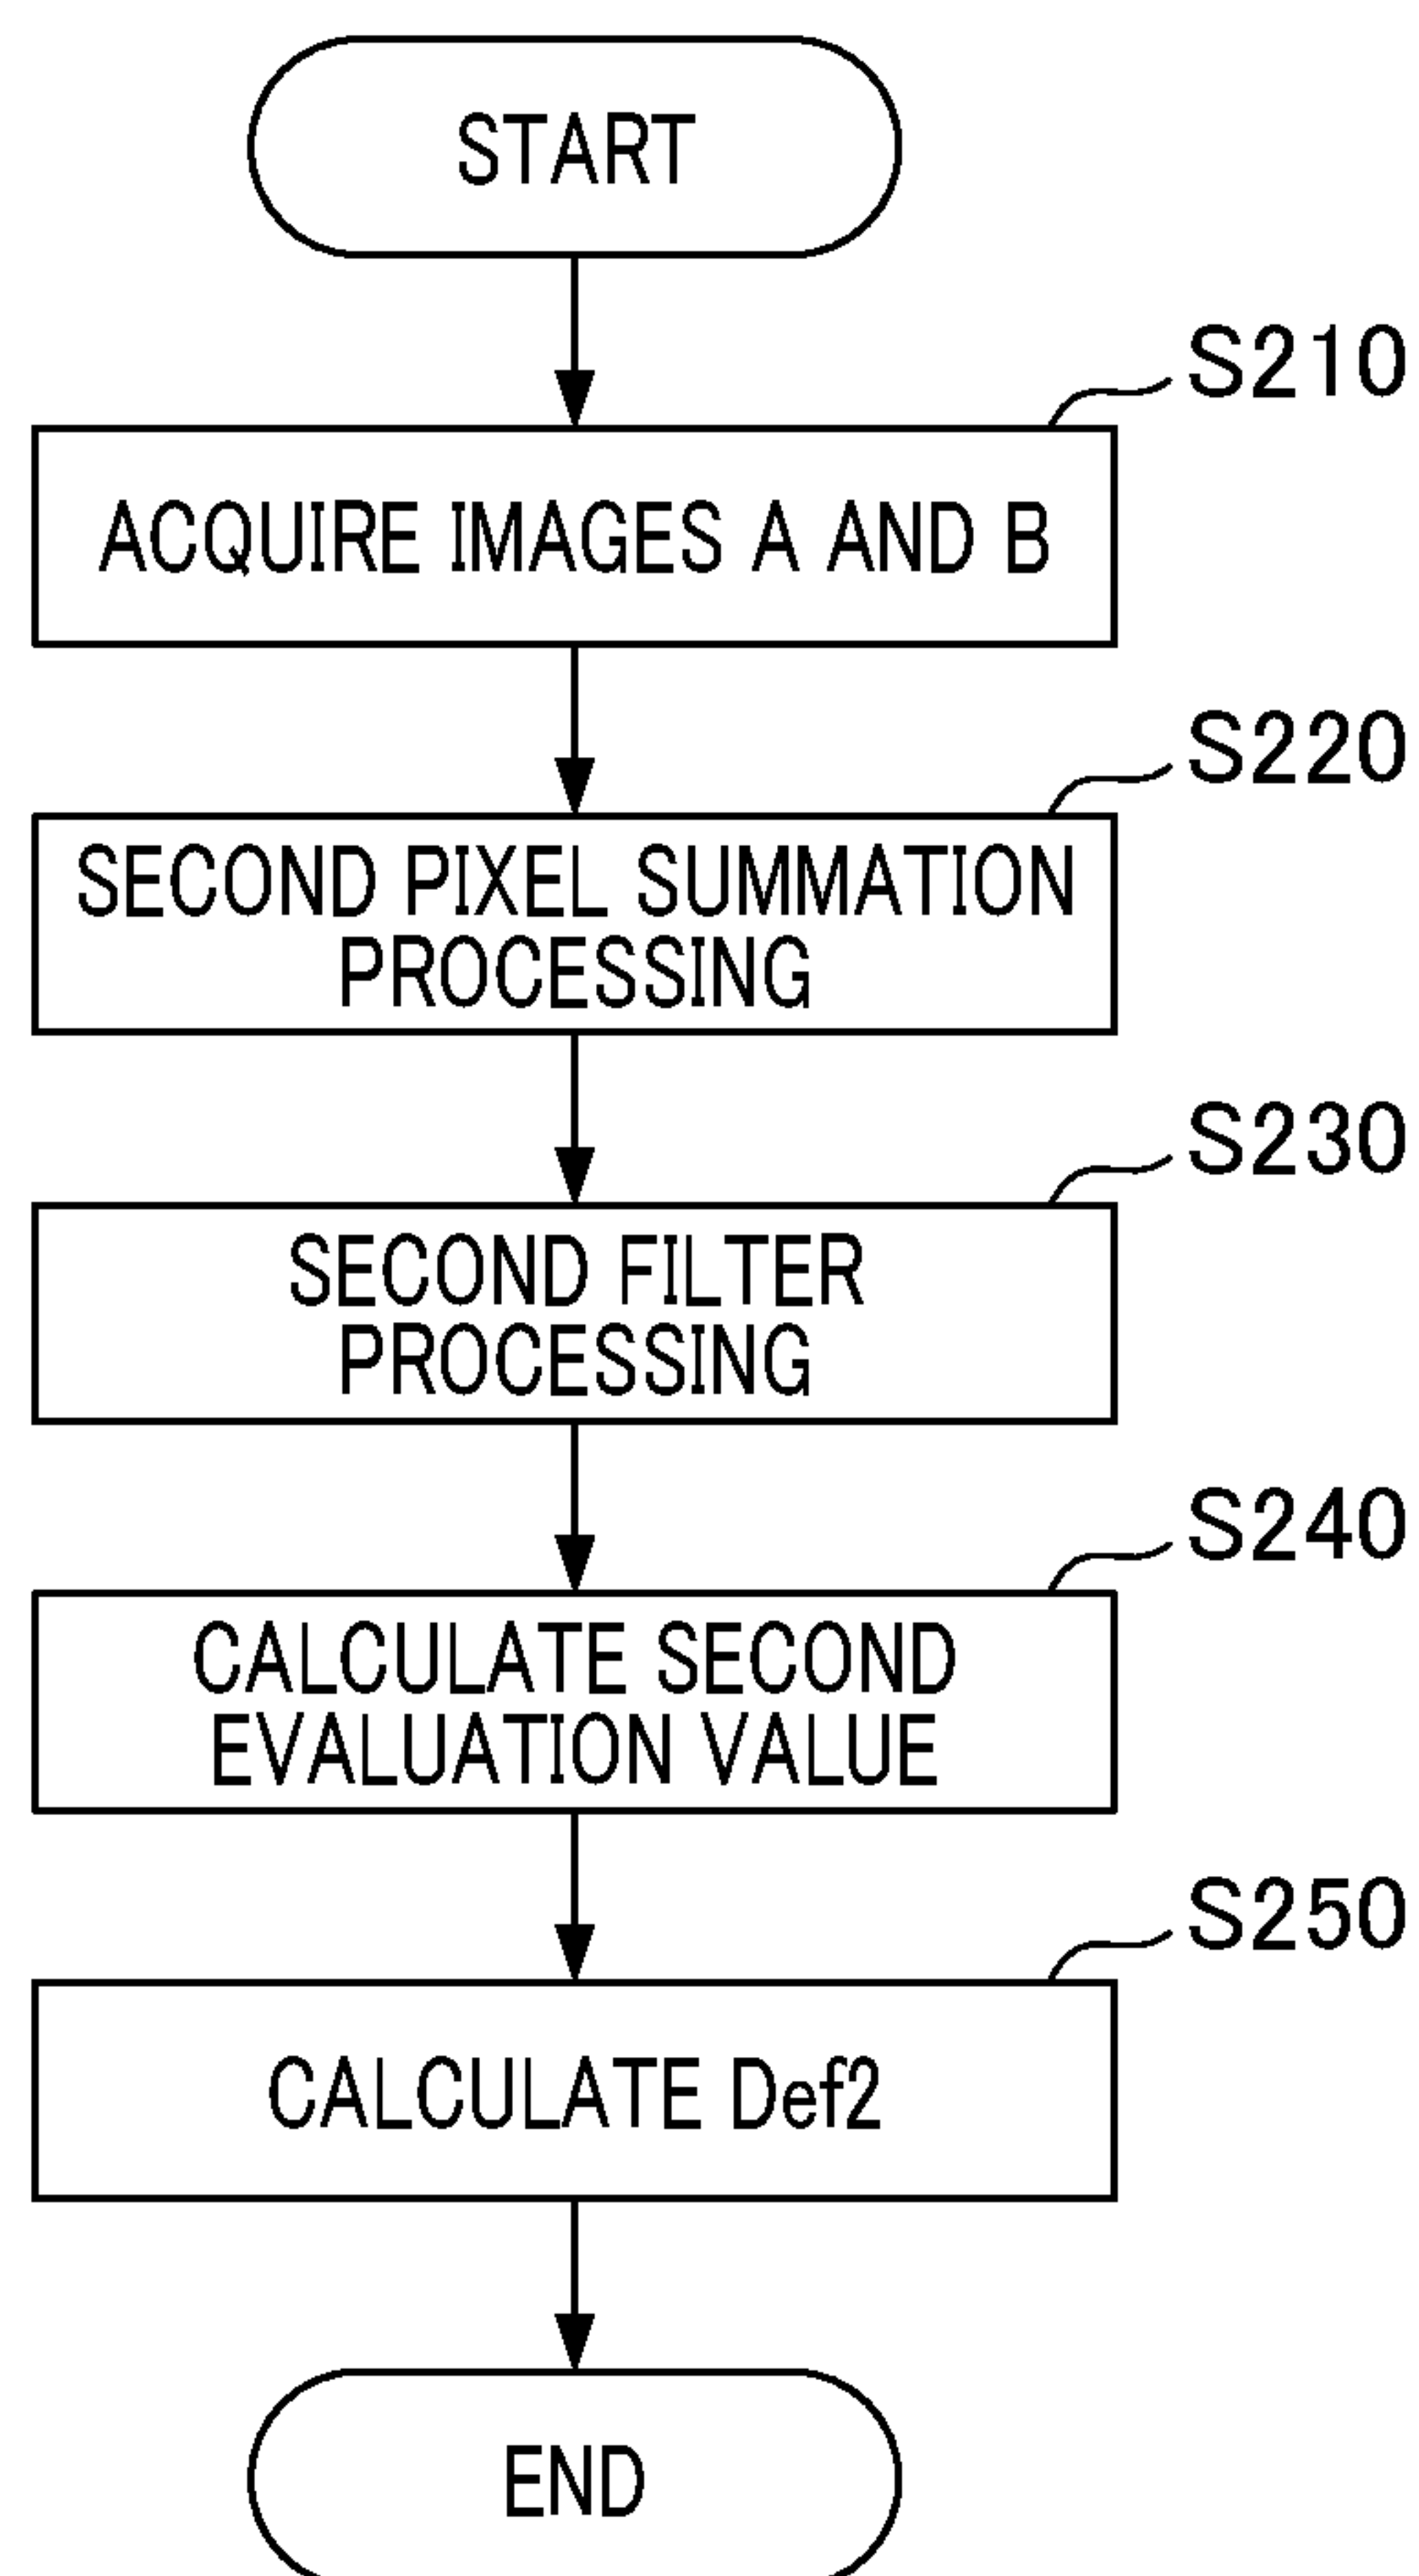 START
S210
ACQUIRE IMAGES A AND B
S220
SECOND PIXEL SUMMATION
PROCESSING
S230
SECOND FILTER
PROCESSING
S240
CALCULATE SECOND
EVALUATION VALUE
S250
CALCULATE Def2
END